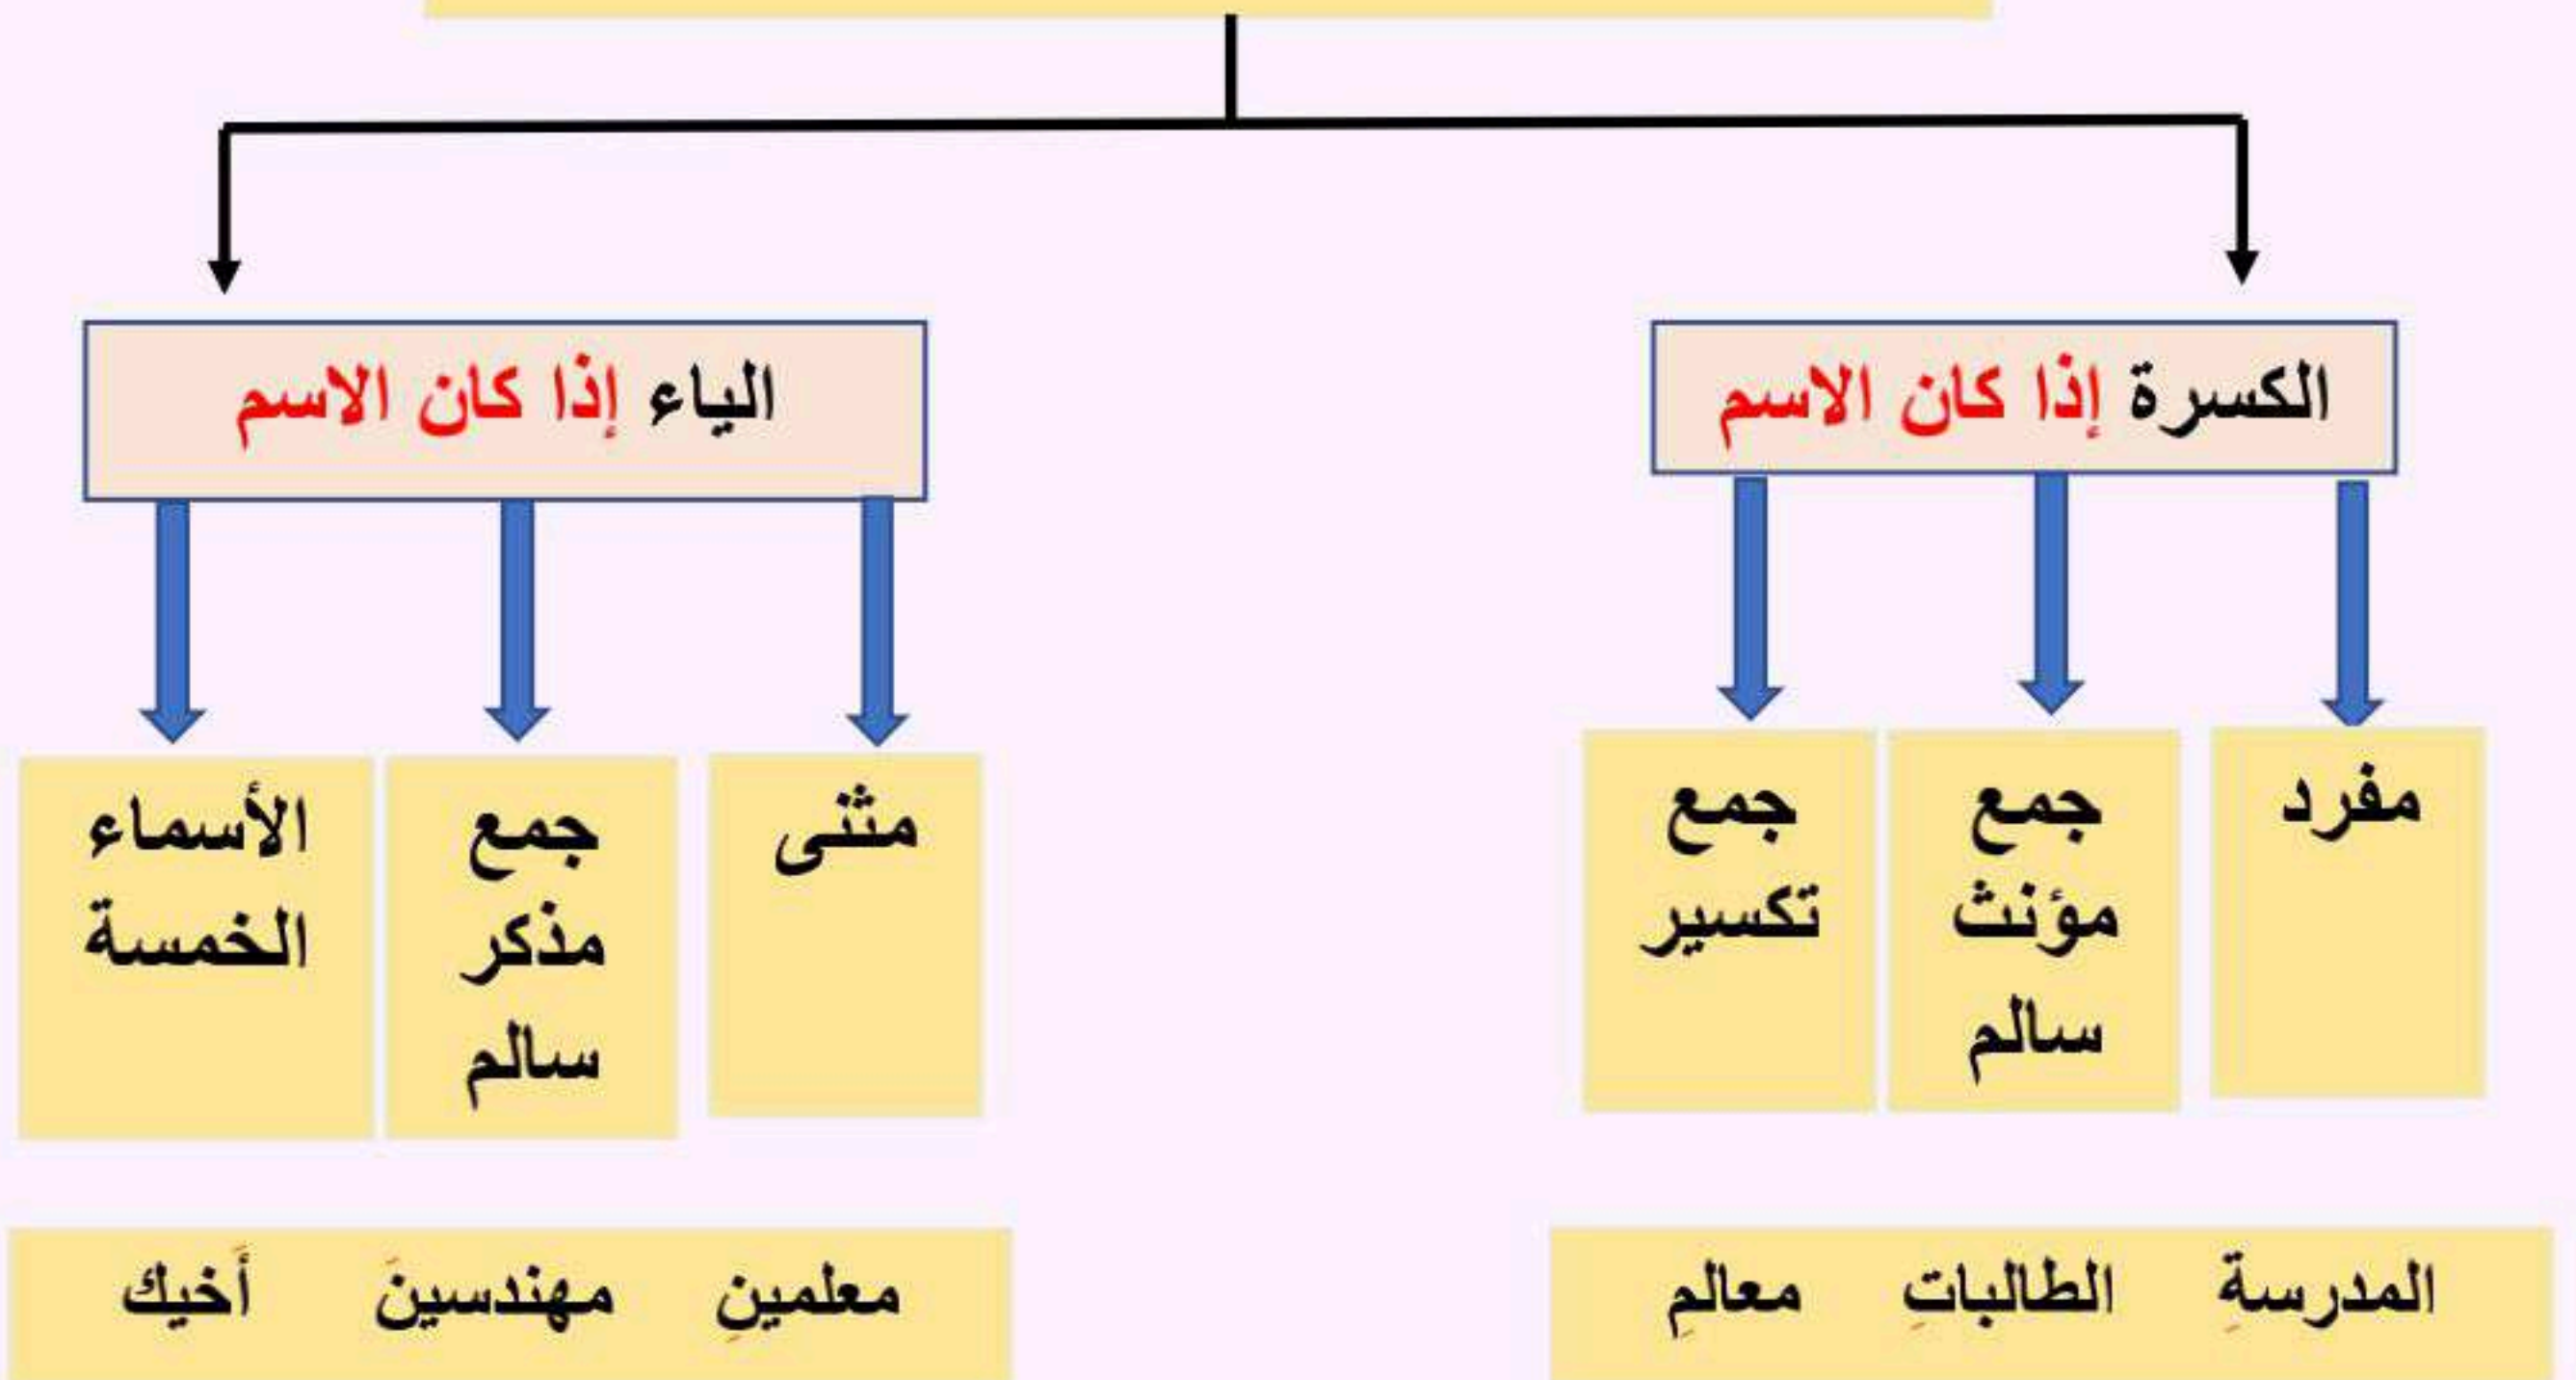 الكسرة إذا كان الاسم
الياء إذا كان الاسم
مفرد
جمع
مؤنث
سالم
جمع
تكسير
مثنى
جمع
مذكر
سالم
الأسماء
الخمسة
المدرسةِ الطالباتِ معالمِ
معلمينِ مهندسينَ أَخيك